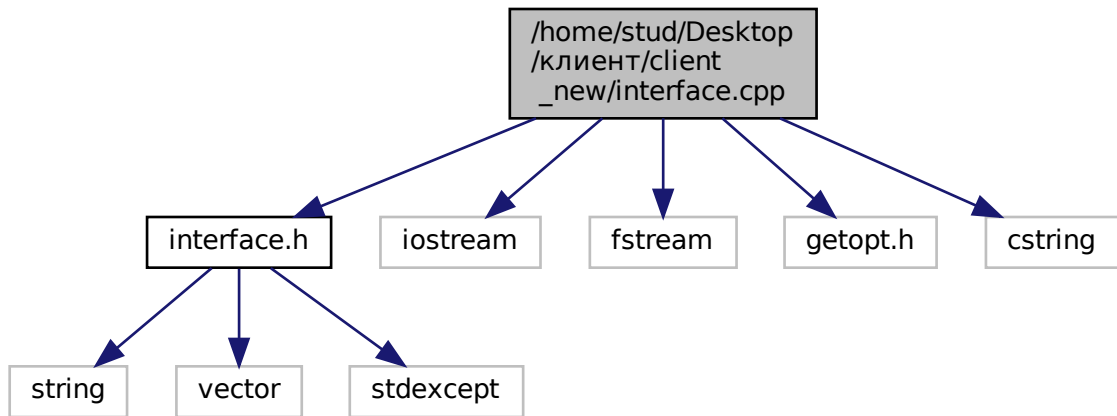 /home/stud/Desktop
/клиент/client
_new/interface.cpp
interface.h
iostream
fstream
getopt.h
cstring
string
vector
stdexcept